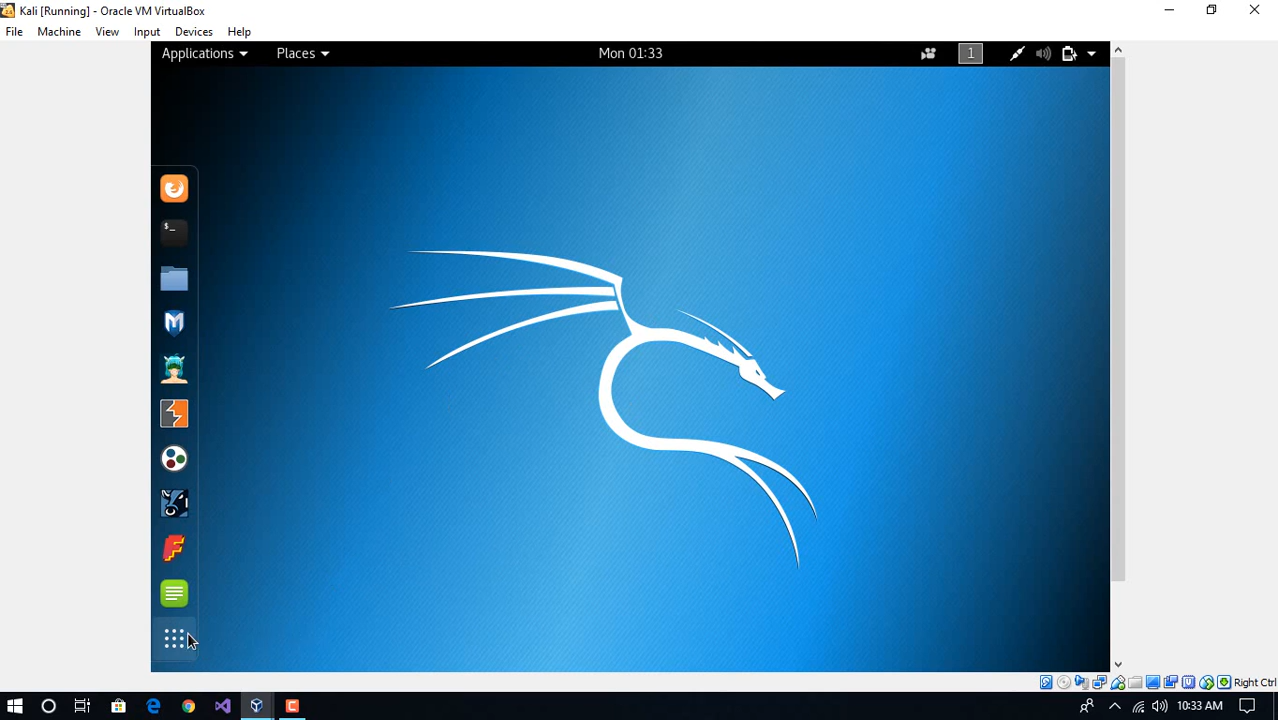 Kali [Running] - Oracle VM VirtualBox
File Machine View Input Devices Help
Applications Places Mon 01:33 1
$_
Right Ctrl
10:33 AM